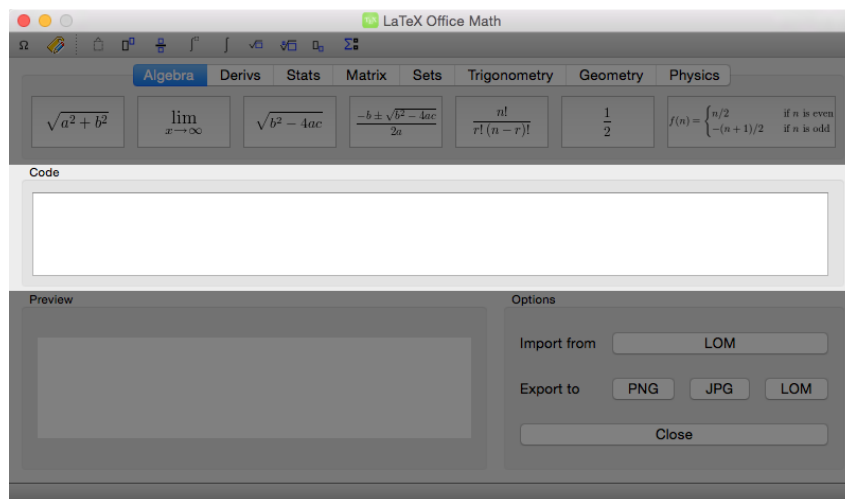 LaTeX Office Math
Ω Σ
Algebra Derivs Stats Matrix Sets Trigonometry Geometry Physics
√a² + b² lim x→∞ √b² − 4ac −b ± √b² − 4ac / 2a n! / r! (n − r)! 1/2 f(n) = { n/2 if n is even
−(n + 1)/2 if n is odd
Code
Preview Options
Import from LOM
Export to PNG JPG LOM
Close